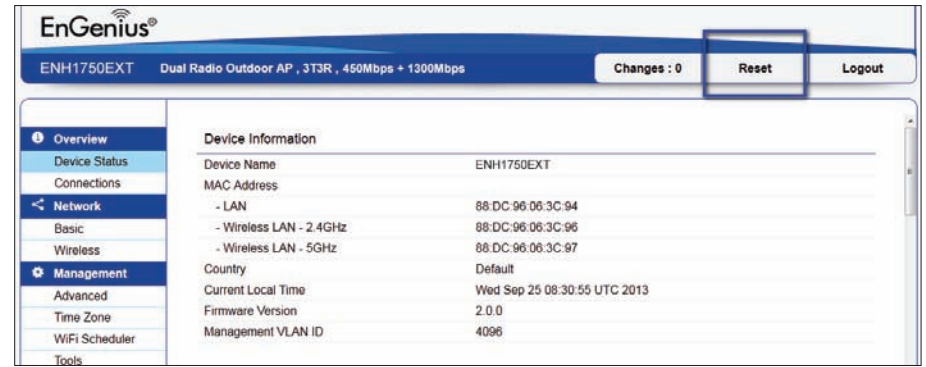 EnGenius®
ENH1750EXT Dual Radio Outdoor AP , 3T3R , 450Mbps + 1300Mbps Changes : 0 Reset Logout
Overview
Device Status
Connections
Network
Basic
Wireless
Management
Advanced
Time Zone
WiFi Scheduler
Tools
Device Information
Device Name ENH1750EXT
MAC Address
- LAN 88:DC:96:06:3C:94
- Wireless LAN - 2.4GHz 88:DC:96:06:3C:96
- Wireless LAN - 5GHz 88:DC:96:06:3C:97
Country Default
Current Local Time Wed Sep 25 08:30:55 UTC 2013
Firmware Version 2.0.0
Management VLAN ID 4096